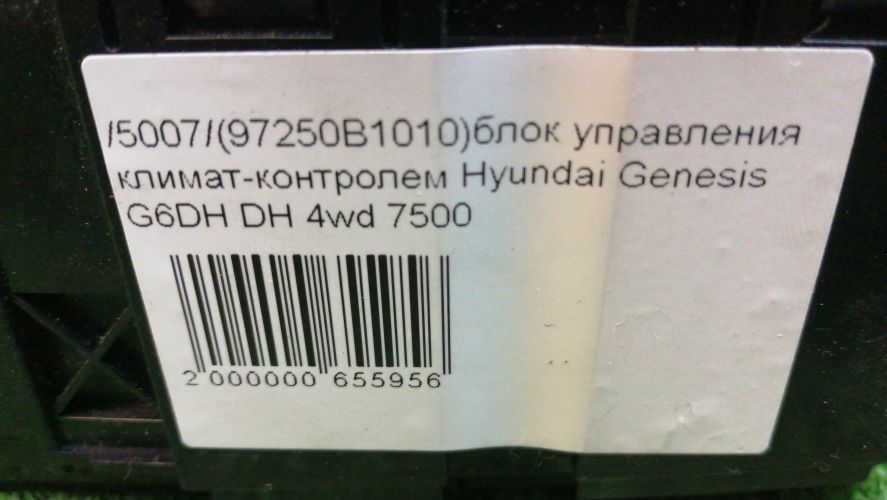 /5007/(97250B1010)блок управления
климат-контролем Hyundai Genesis
G6DH DH 4wd 7500
2 000000 655956